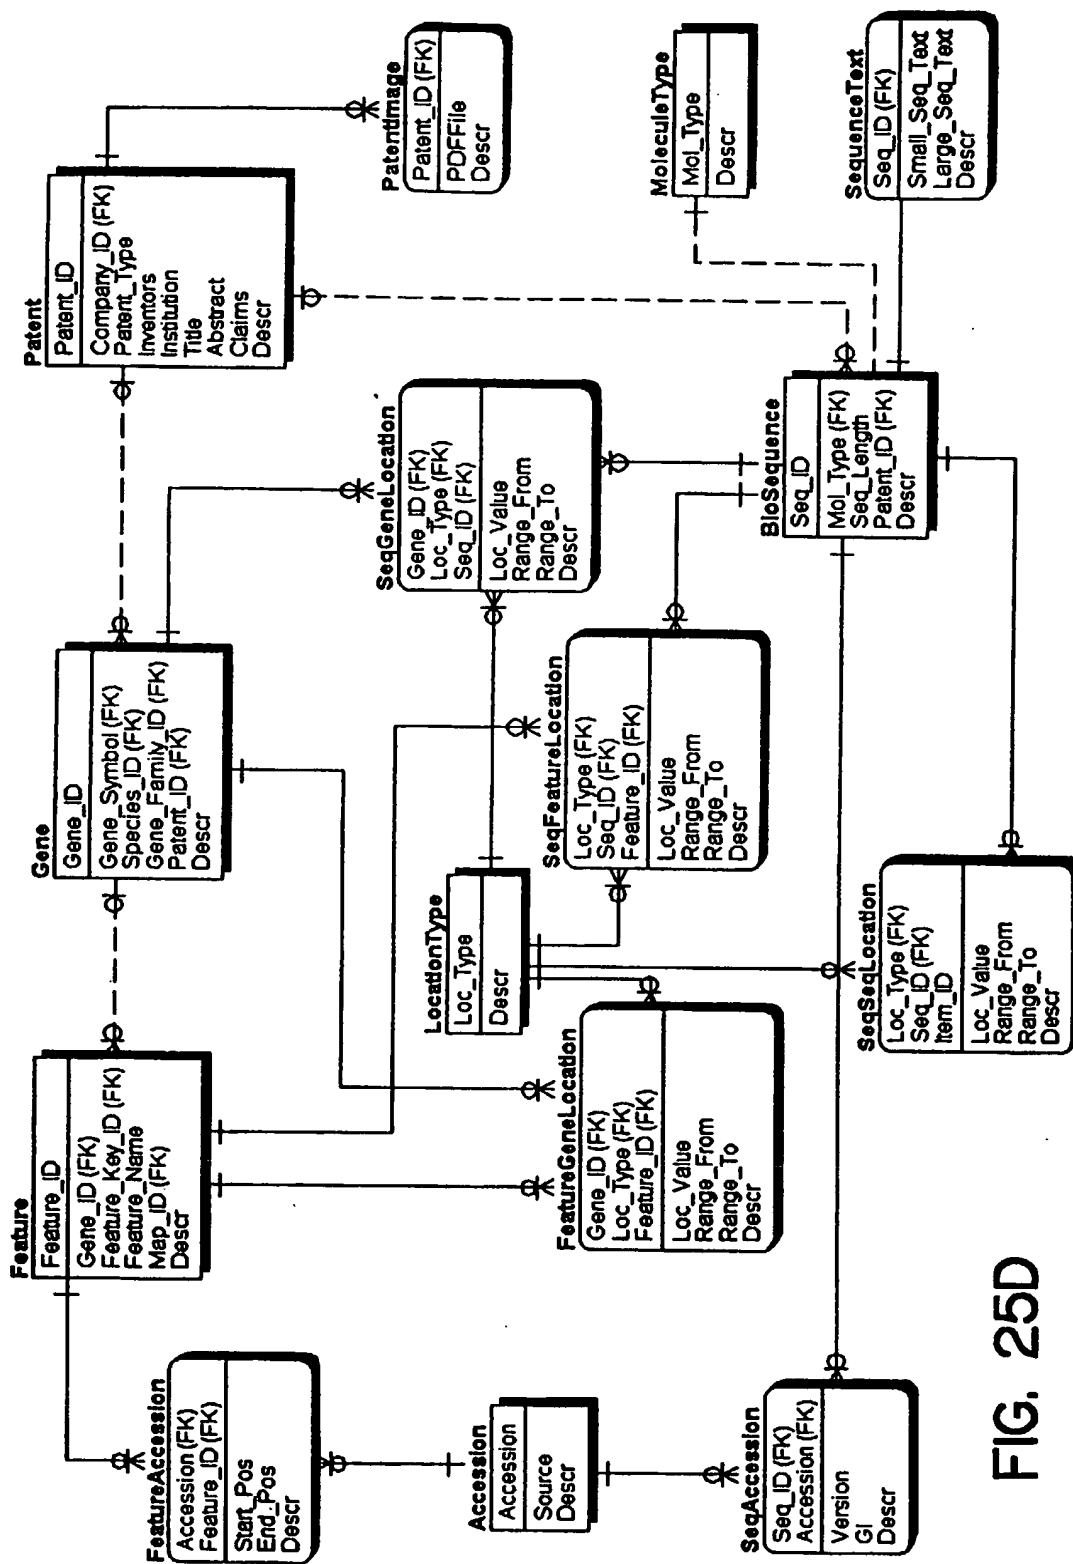 Feature
Feature_ID
Gene_ID (FK)
Feature_Key_ID (FK)
Feature_Name
Map_ID (FK)
Descr
Gene
Gene_ID
Gene_Symbol (FK)
Species_ID (FK)
Gene_Family_ID (FK)
Patent_ID (FK)
Descr
Patent
Patent_ID
Company_ID (FK)
Patent_Type
Inventors
Institution
Title
Abstract
Claims
Descr
PatentImage
Patent_ID (FK)
PDFFile
Descr
FeatureAccession
Accession (FK)
Feature_ID (FK)
Start_Pos
End_Pos
Descr
SeqGeneLocation
Gene_ID (FK)
Loc_Type (FK)
Seq_ID (FK)
Loc_Value
Range_From
Range_To
Descr
LocationType
Loc_Type
Descr
Accession
Accession
Source
Descr
FeatureGeneLocation
Gene_ID (FK)
Loc_Type (FK)
Feature_ID (FK)
Loc_Value
Range_From
Range_To
Descr
SeqFeatureLocation
Loc_Type (FK)
Seq_ID (FK)
Feature_ID (FK)
Loc_Value
Range_From
Range_To
Descr
MoleculeType
Mol_Type
Descr
SeqAccession
Seq_ID (FK)
Accession (FK)
Version
GI
Descr
BioSequence
Seq_ID
Mol_Type (FK)
Seq_Length
Patent_ID (FK)
Descr
SequenceText
Seq_ID (FK)
Small_Seq_Text
Large_Seq_Text
Descr
SeqSeqLocation
Loc_Type (FK)
Seq_ID (FK)
Item_ID
Loc_Value
Range_From
Range_To
Descr
FIG. 25D